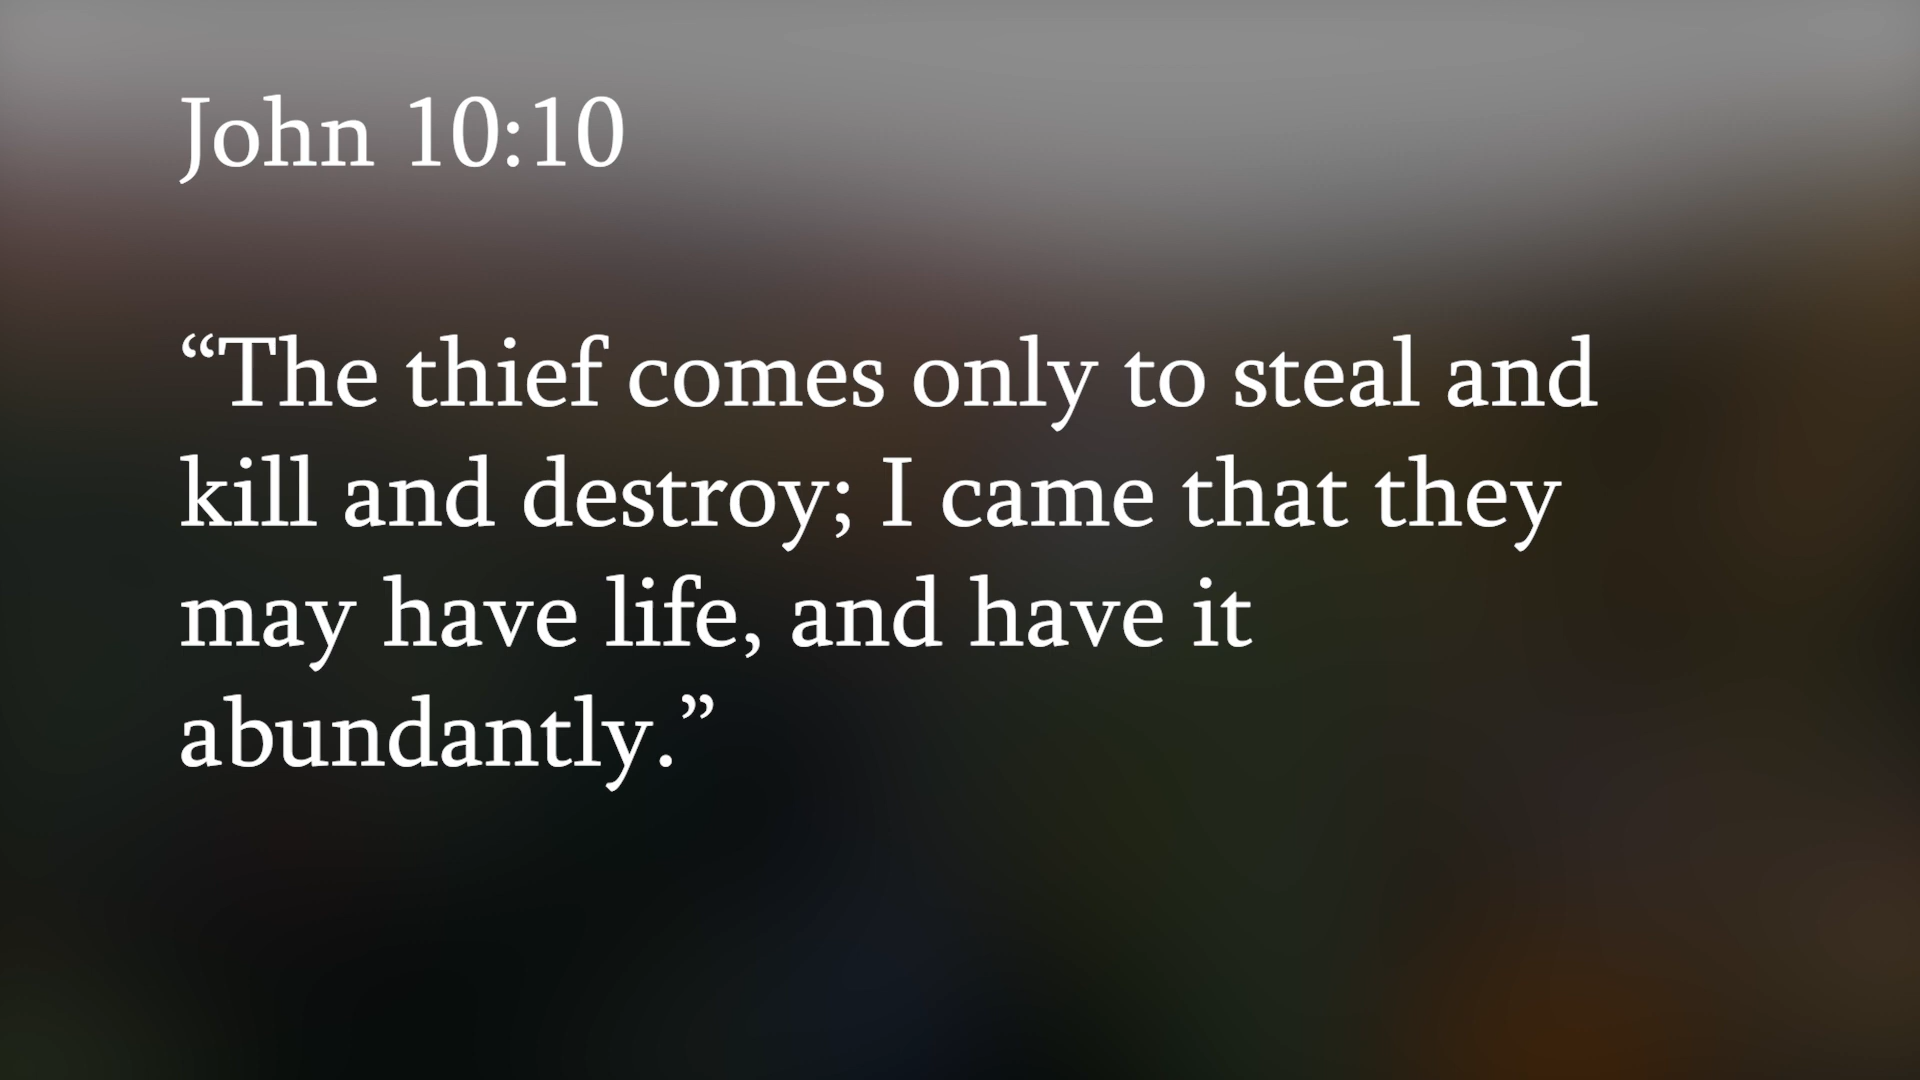 John 10:10
“The thief comes only to steal and
kill and destroy; I came that they
may have life, and have it
abundantly.”